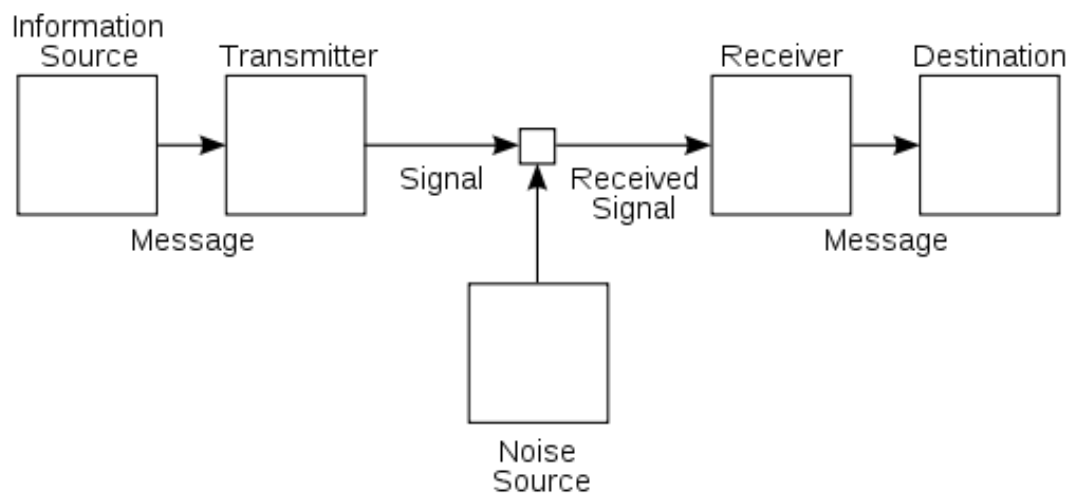 Information
Source
Transmitter
Receiver
Destination
Signal
Received
Signal
Message
Message
Noise
Source